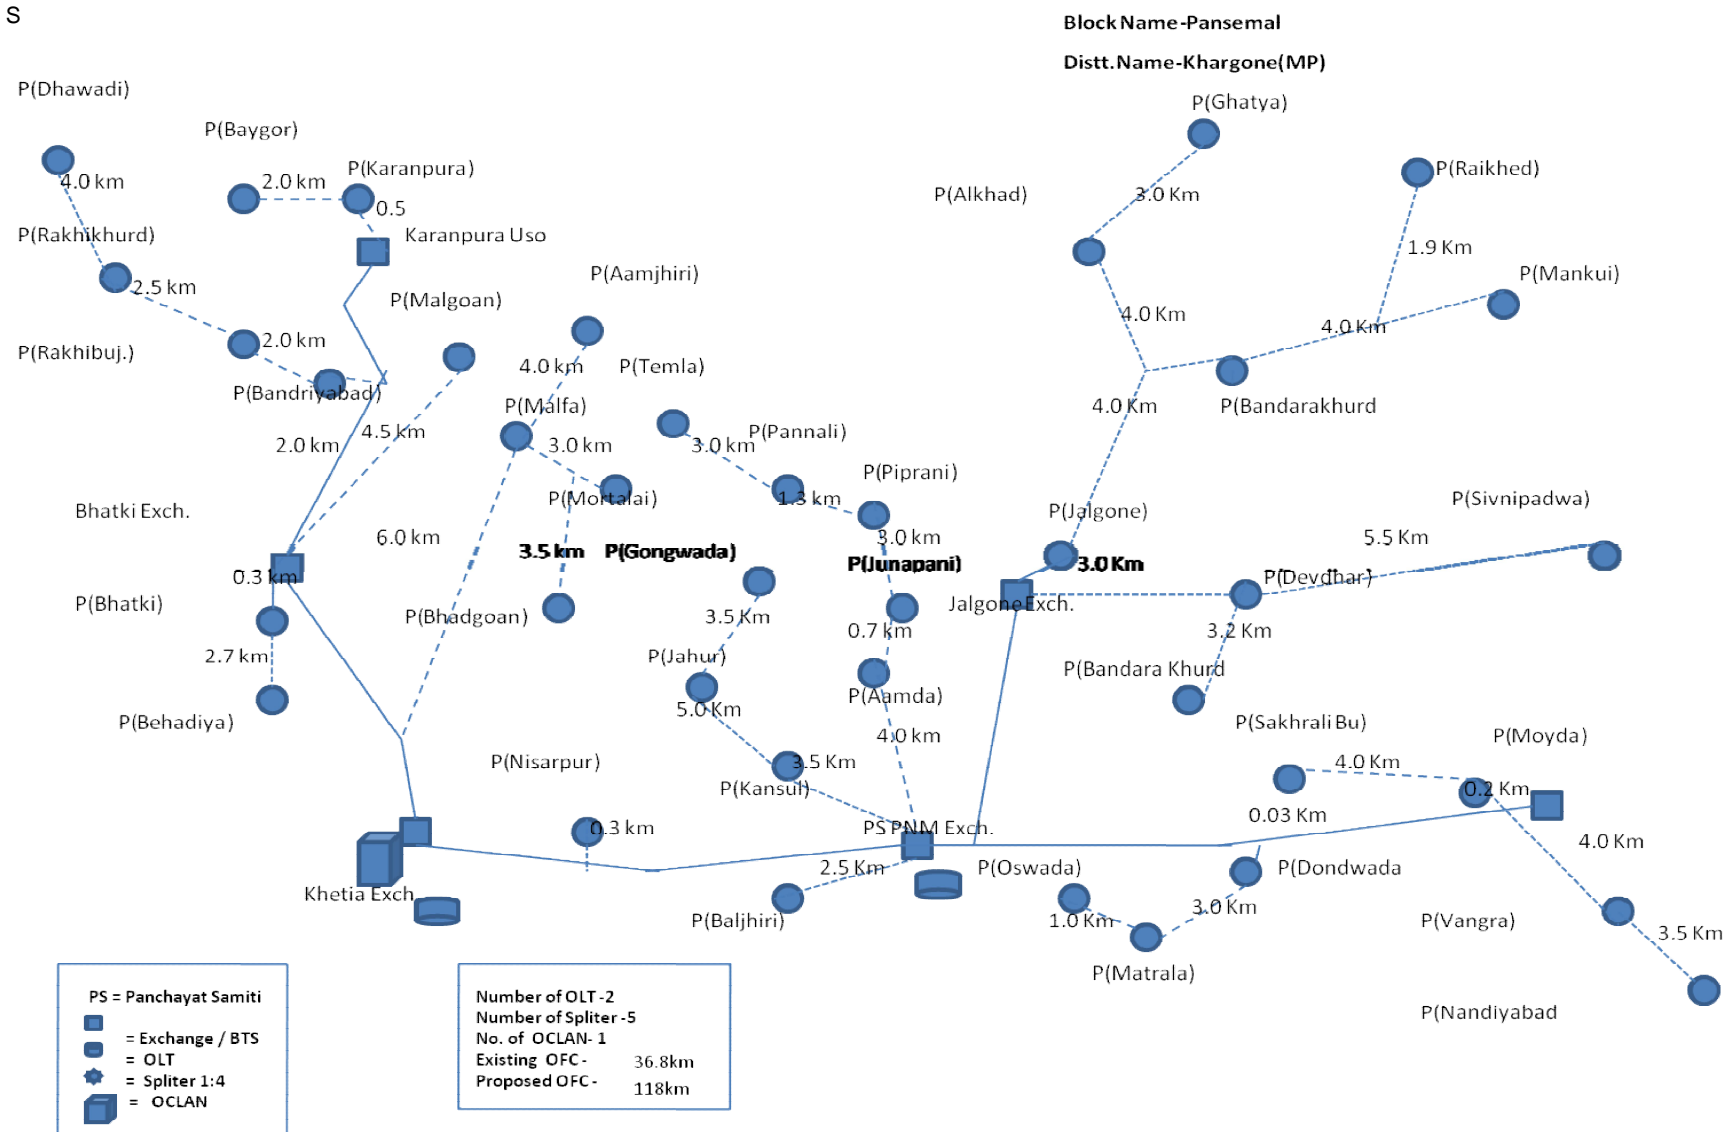 S
Block Name-Pansemal
Distt.Name-Khargone(MP)
P(Dhawadi)
P(Ghatya)
P(Baygor)
P(Karanpura)
P(Raikhed)
4.0 km
2.0 km
P(Alkhad)
3.0 Km
0.5
P(Rakhikhurd)
Karanpura Uso
1.9 Km
P(Aamjhiri)
P(Mankui)
2.5 km
P(Malgoan)
4.0 Km
4.0 Km
2.0 km
P(Rakhibuj.)
4.0 km
P(Temla)
P(Bandriyabad)
P(Malfa)
4.0 Km
P(Bandarakhurd
2.0 km
4.5 km
3.0 km
3.0 km
P(Pannali)
P(Piprani)
P(Mortalai)
1.3 km
P(Sivnipadwa)
Bhatki Exch.
P(Jalgone)
6.0 km
3.0 km
5.5 Km
3.5 km
P(Gongwada)
P(Junapani)
3.0 Km
0.3 km
P(Devdhar)
P(Bhatki)
Jalgone Exch.
P(Bhadgoan)
3.5 Km
0.7 km
3.2 Km
2.7 km
P(Jahur)
P(Bandara Khurd
P(Aamda)
5.0 Km
P(Behadiya)
P(Sakhrali Bu)
4.0 km
P(Moyda)
P(Nisarpur)
3.5 Km
4.0 Km
P(Kansul)
0.2 Km
0.03 Km
0.3 km
PS PNM Exch.
4.0 Km
2.5 Km
P(Oswada)
P(Dondwada
Khetia Exch.
3.0 Km
P(Baljhiri)
1.0 Km
P(Vangra)
3.5 Km
P(Matrala)
P(Nandiyabad
PS = Panchayat Samiti
= Exchange / BTS
= OLT
= Spliter 1:4
= OCLAN
Number of OLT -2
Number of Spliter -5
No. of OCLAN- 1
Existing OFC - 36.8km
Proposed OFC - 118km